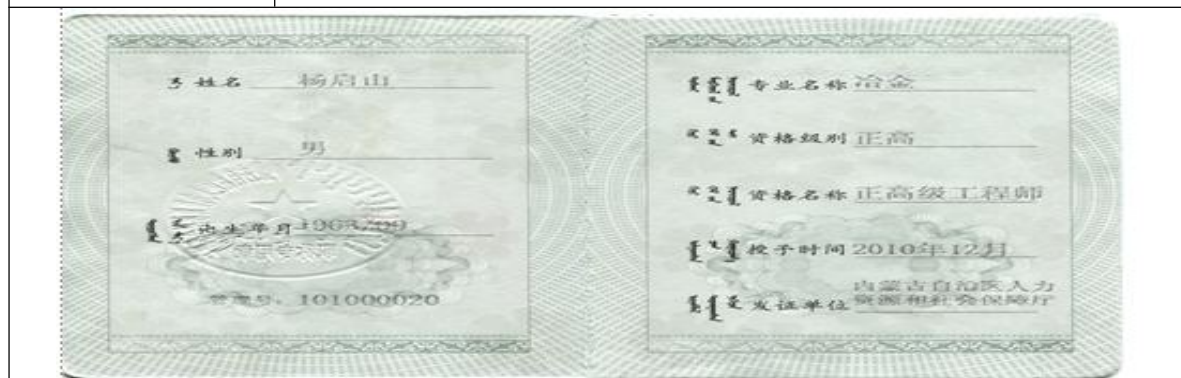 姓名 杨启山
性别 男
出生年月 1963/09
管理号: 101000020
专业名称 冶金
资格级别 正高
资格名称 正高级工程师
授予时间 2010年12月
发证单位 内蒙古自治区人力
资源和社会保障厅